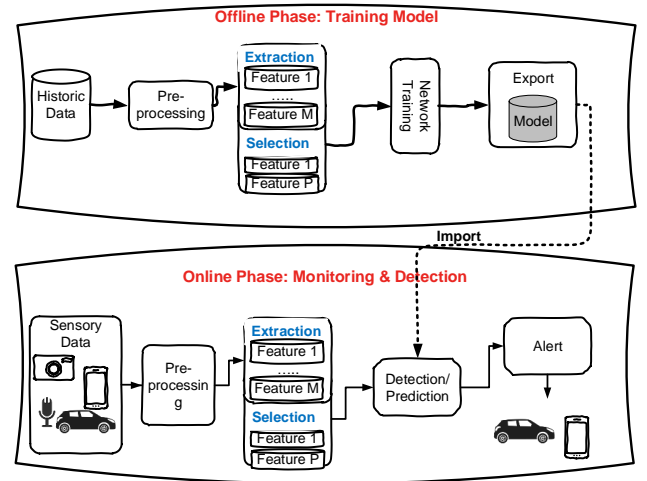 Offline Phase: Training Model
Historic
Data
Pre-
processing
Extraction
Feature 1
.....
Feature M
Selection
Feature 1
Feature P
Network
Training
Export
Model
Import
Online Phase: Monitoring & Detection
Sensory
Data
Pre-
processin
g
Extraction
Feature 1
.....
Feature M
Selection
Feature 1
Feature P
Detection/
Prediction
Alert